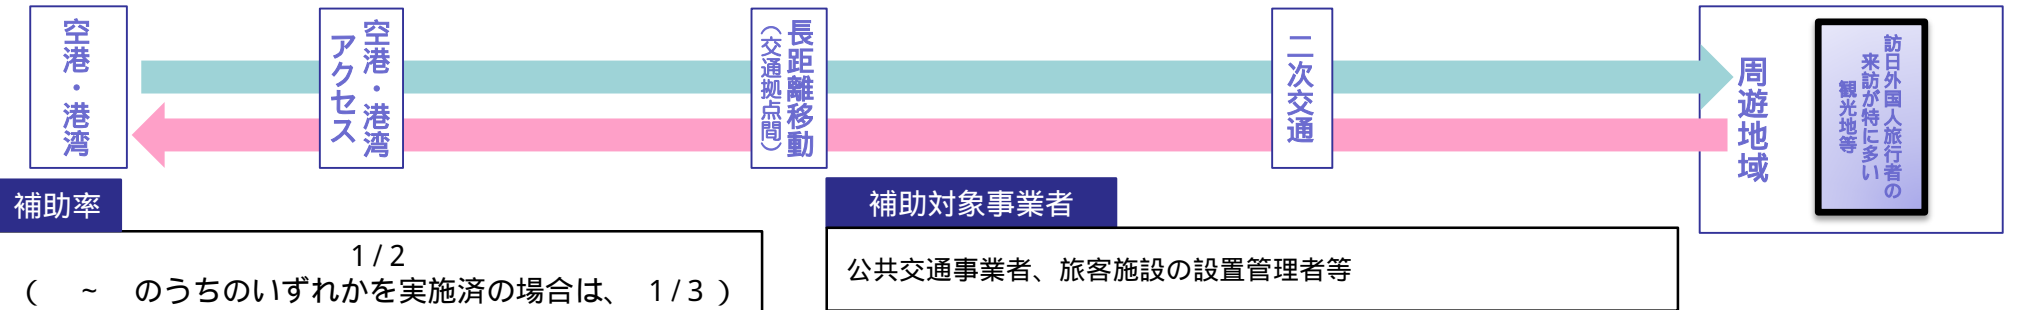 空港・港湾
空港・港湾
アクセス
長距離移動
（交通拠点間）
二次交通
周遊地域
訪日外国人旅行者の
来訪が特に多い
観光地等
補助率
1/2
(　~　のうちのいずれかを実施済の場合は、 1/3 )
補助対象事業者
公共交通事業者、旅客施設の設置管理者等